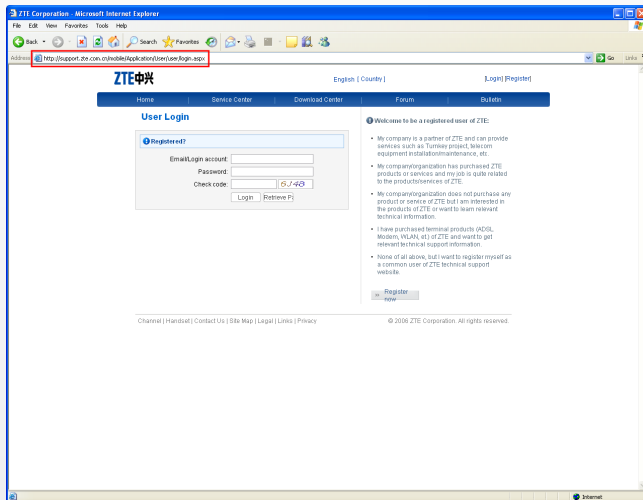 ZTE Corporation - Microsoft Internet Explorer
File Edit View Favorites Tools Help
Back Search Favorites
Address http://support.zte.com.cn/mobile/Application/User/user/login.aspx Go Links
ZTE中兴
English | Country |
[Login] [Register]
Home Service Center Download Center Forum Bulletin
User Login
Registered?
Email/Login account:
Password:
Check code:
Login Retrieve
Welcome to be a registered user of ZTE:
My company is a partner of ZTE and can provide
services such as Turnkey project, telecom
equipment installation/maintenance, etc.
My company/organization has purchased ZTE
products or services and my job is quite related
to the products/services of ZTE.
My company/organization does not purchase any
product or service of ZTE but I am interested in
the products of ZTE or want to learn relevant
technical information.
I have purchased terminal products (ADSL
Modem, WLAN, et;) of ZTE and want to get
relevant technical support information.
None of all above, but I want to register myself as
a common user of ZTE technical support
website.
Register
now
Channel | Handset | Contact Us | Site Map | Legal | Links | Privacy
© 2006 ZTE Corporation. All rights reserved.
Internet